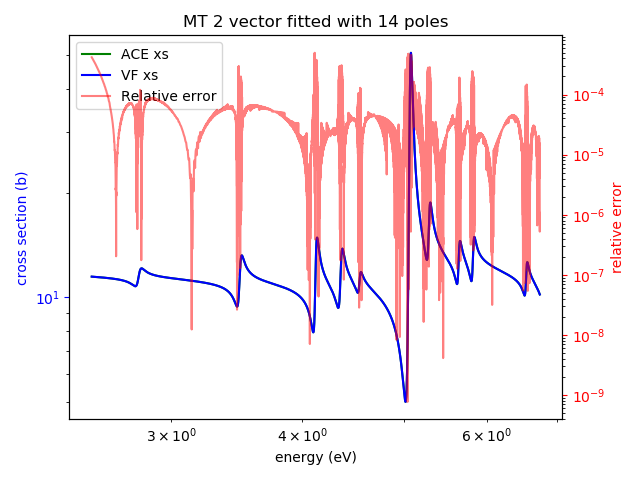 MT 2 vector fitted with 14 poles
ACE xs
VF xs
Relative error
cross section (b)
10¹
10⁻⁴
10⁻⁵
10⁻⁶
10⁻⁷
10⁻⁸
10⁻⁹
relative error
3 × 10⁰
4 × 10⁰
6 × 10⁰
energy (eV)